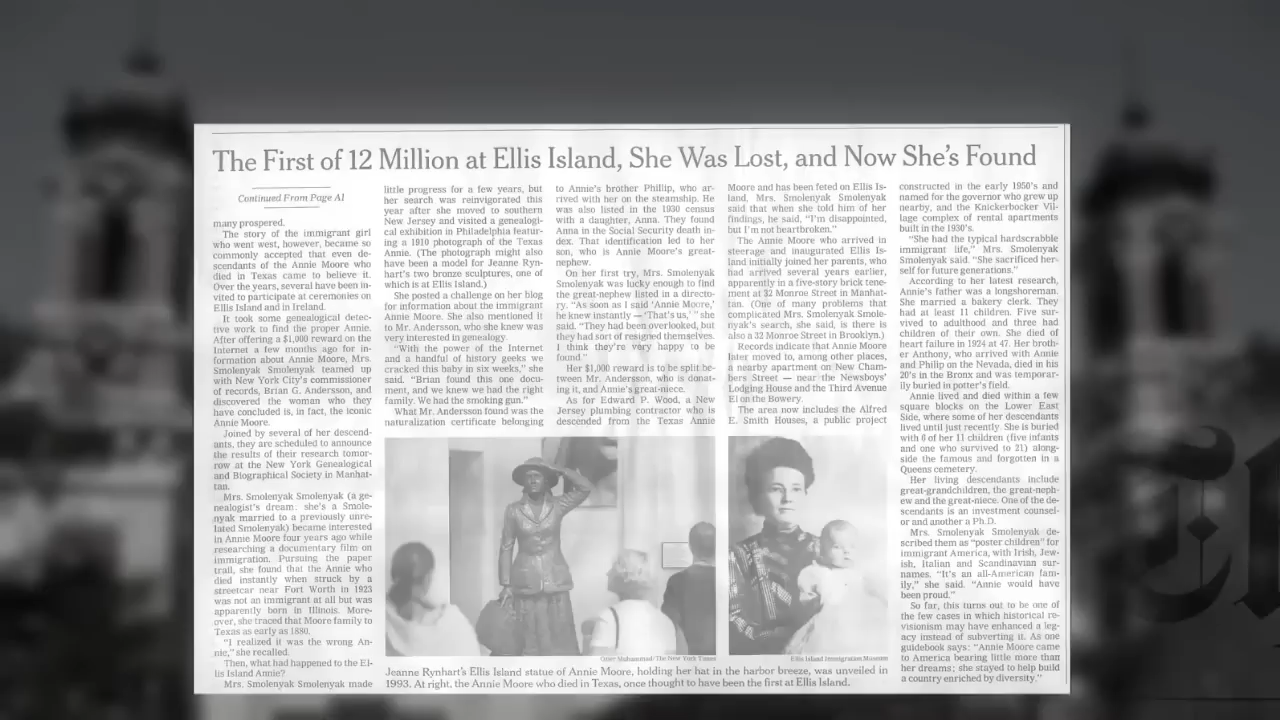 The First of 12 Million at Ellis Island, She Was Lost, and Now She's Found
Continued From Page A1
many prospered.
The story of the immigrant girl
who went west, however, became so
commonly accepted that even de-
scendants of the Annie Moore who
died in Texas came to believe it.
Over the years, several have been in-
vited to participate at ceremonies on
Ellis Island and in Ireland.
It took some genealogical detec-
tive work to find the proper Annie.
After offering a $1,000 reward on the
Internet a few months ago for in-
formation about Annie Moore, Mrs.
Smolenyak Smolenyak teamed up
with New York City's commissioner
of records, Brian G. Andersson, and
discovered the woman who they
have concluded is, in fact, the iconic
Annie Moore.
Joined by several of her descend-
ants, they are scheduled to announce
the results of their research tomor-
row at the New York Genealogical
and Biographical Society in Manhat-
tan.
Mrs. Smolenyak Smolenyak (a ge-
nealogist's dream: she's a Smole-
nyak married to a previously unre-
lated Smolenyak) became interested
in Annie Moore four years ago while
researching a documentary film on
immigration. Pursuing the paper
trail, she found that the Annie who
died instantly when struck by a
streetcar near Fort Worth in 1923
was not an immigrant at all but was
apparently born in Illinois. More-
over, she traced that Moore family to
Texas as early as 1880.
"I realized it was the wrong An-
nie," she recalled.
Then, what had happened to the El-
lis Island Annie?
Mrs. Smolenyak Smolenyak made
little progress for a few years, but
her search was reinvigorated this
year after she moved to southern
New Jersey and visited a genealogi-
cal exhibition in Philadelphia featur-
ing a 1910 photograph of the Texas
Annie. (The photograph might also
have been a model for Jeanne Ryn-
hart's two bronze sculptures, one of
which is at Ellis Island.)
She posted a challenge on her blog
for information about the immigrant
Annie Moore. She also mentioned it
to Mr. Andersson, who she knew was
very interested in genealogy.
"With the power of the Internet
and a handful of history geeks we
cracked this baby in six weeks," she
said. "Brian found this one docu-
ment, and we knew we had the right
family. We had the smoking gun."
What Mr. Andersson found was the
naturalization certificate belonging
to Annie's brother Phillip, who ar-
rived with her on the steamship. He
was also listed in the 1930 census
with a daughter, Anna. They found
Anna in the Social Security death in-
dex. That identification led to her
son, who is Annie Moore's great-
nephew.
On her first try, Mrs. Smolenyak
Smolenyak was lucky enough to find
the great-nephew listed in a directo-
ry. "As soon as I said 'Annie Moore,'
he knew instantly — 'That's us,' " she
said. "They had been overlooked, but
they had sort of resigned themselves.
I think they're very happy to be
found."
Her $1,000 reward is to be split be-
tween Mr. Andersson, who is donat-
ing it, and Annie's great-niece.
As for Edward P. Wood, a New
Jersey plumbing contractor who is
descended from the Texas Annie
Moore and has been feted on Ellis Is-
land, Mrs. Smolenyak Smolenyak
said that when she told him of her
findings, he said, "I'm disappointed,
but I'm not heartbroken."
The Annie Moore who arrived in
steerage and inaugurated Ellis Is-
land initially joined her parents, who
had arrived several years earlier,
apparently in a five-story brick tene-
ment at 32 Monroe Street in Manhat-
tan. (One of many problems that
complicated Mrs. Smolenyak Smole-
nyak's search, she said, is there is
also a 32 Monroe Street in Brooklyn.)
Records indicate that Annie Moore
later moved to, among other places,
a nearby apartment on New Cham-
bers Street — near the Newsboys'
Lodging House and the Third Avenue
El on the Bowery.
The area now includes the Alfred
E. Smith Houses, a public project
constructed in the early 1950's and
named for the governor who grew up
nearby, and the Knickerbocker Vil-
lage complex of rental apartments
built in the 1930's.
"She had the typical hardscrabble
immigrant life," Mrs. Smolenyak
Smolenyak said. "She sacrificed her-
self for future generations."
According to her latest research,
Annie's father was a longshoreman.
She married a bakery clerk. They
had at least 11 children. Five sur-
vived to adulthood and three had
children of their own. She died of
heart failure in 1924 at 47. Her broth-
er Anthony, who arrived with Annie
and Philip on the Nevada, died in his
20's in the Bronx and was temporar-
ily buried in potter's field.
Annie lived and died within a few
square blocks on the Lower East
Side, where some of her descendants
lived until just recently. She is buried
with 6 of her 11 children (five infants
and one who survived to 21) along-
side the famous and forgotten in a
Queens cemetery.
Her living descendants include
great-grandchildren, the great-neph-
ew and the great-niece. One of the de-
scendants is an investment counsel-
or and another a Ph.D.
Mrs. Smolenyak Smolenyak de-
scribed them as "poster children" for
immigrant America, with Irish, Jew-
ish, Italian and Scandinavian sur-
names. "It's an all-American fam-
ily," she said. "Annie would have
been proud."
So far, this turns out to be one of
the few cases in which historical re-
visionism may have enhanced a leg-
acy instead of subverting it. As one
guidebook says: "Annie Moore came
to America bearing little more than
her dreams; she stayed to help build
a country enriched by diversity."
Ozier Muhammad/The New York Times
Ellis Island Immigration Museum
Jeanne Rynhart's Ellis Island statue of Annie Moore, holding her hat in the harbor breeze, was unveiled in
1993. At right, the Annie Moore who died in Texas, once thought to have been the first at Ellis Island.